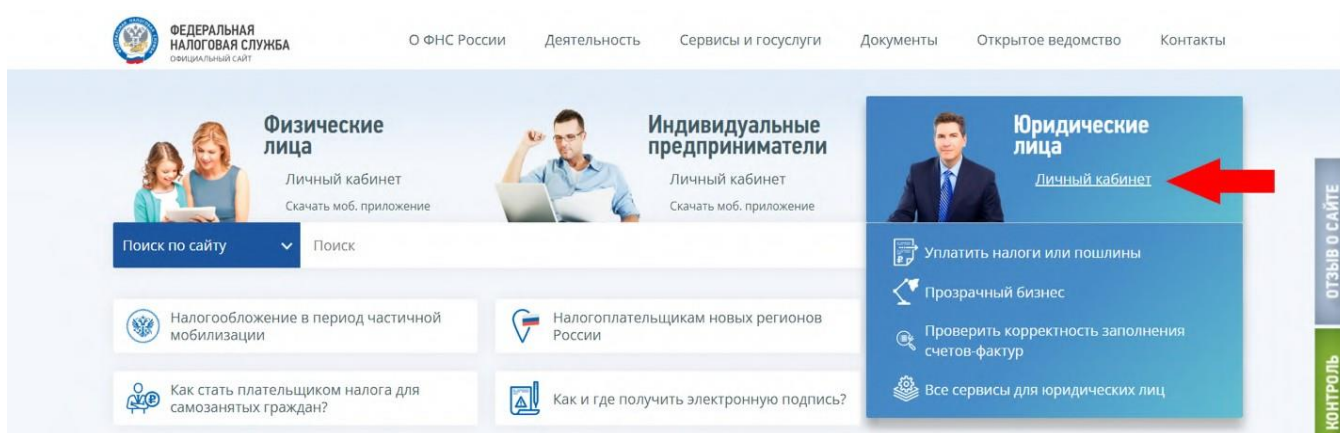 ФЕДЕРАЛЬНАЯ
НАЛОГОВАЯ СЛУЖБА
ОФИЦИАЛЬНЫЙ САЙТ
О ФНС России
Деятельность
Сервисы и госуслуги
Документы
Открытое ведомство
Контакты
Физические
лица
Личный кабинет
Скачать моб. приложение
Индивидуальные
предприниматели
Личный кабинет
Скачать моб. приложение
Юридические
лица
Личный кабинет
Поиск по сайту
Поиск
Уплатить налоги или пошлины
Прозрачный бизнес
Проверить корректность заполнения
счетов-фактур
Все сервисы для юридических лиц
Налогообложение в период частичной
мобилизации
Налогоплательщикам новых регионов
России
Как стать плательщиком налога для
самозанятых граждан?
Как и где получить электронную подпись?
ОТЗЫВ О САЙТЕ
КОНТРОЛЬ